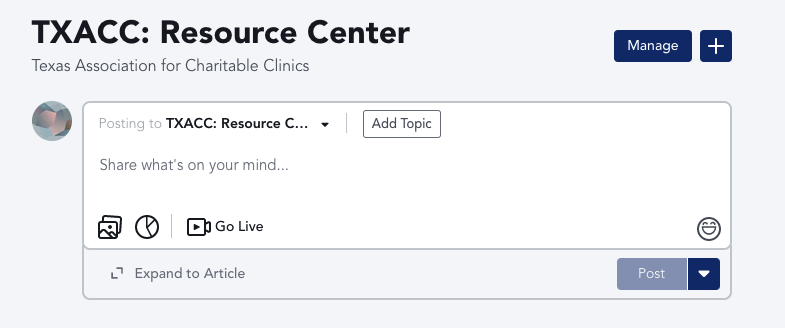 TXACC: Resource Center
Texas Association for Charitable Clinics
Manage
Posting to TXACC: Resource C...
Add Topic
Share what's on your mind...
Go Live
Expand to Article
Post